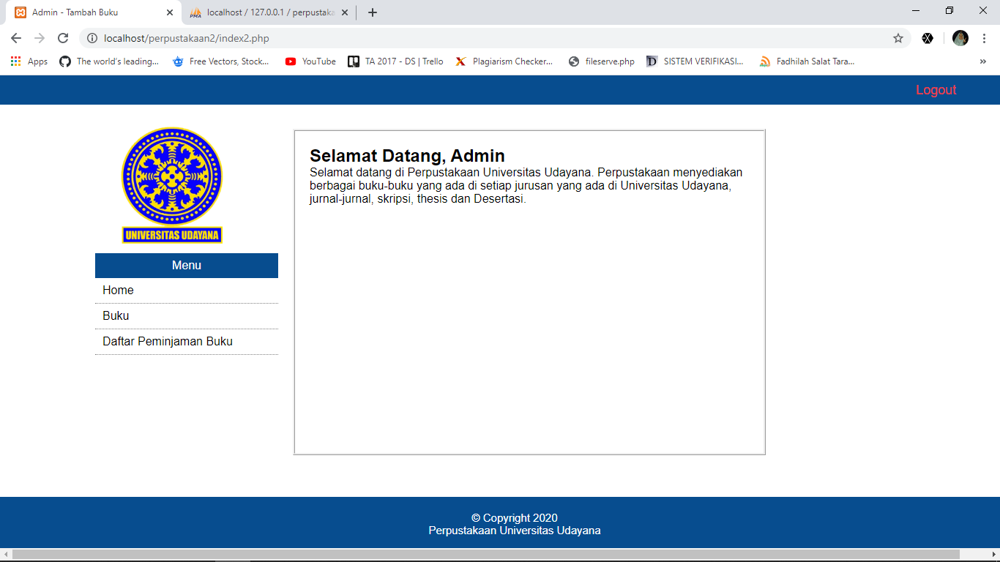 Admin - Tambah Buku
localhost / 127.0.0.1 / perpustaka
localhost/perpustakaan2/index2.php
Apps
The world's leading...
Free Vectors, Stock...
YouTube
TA 2017 - DS | Trello
Plagiarism Checker...
fileserve.php
SISTEM VERIFIKASI...
Fadhilah Salat Tara...
Logout
UNIVERSITAS UDAYANA
Menu
Home
Buku
Daftar Peminjaman Buku
Selamat Datang, Admin
Selamat datang di Perpustakaan Universitas Udayana. Perpustakaan menyediakan
berbagai buku-buku yang ada di setiap jurusan yang ada di Universitas Udayana,
jurnal-jurnal, skripsi, thesis dan Desertasi.
© Copyright 2020
Perpustakaan Universitas Udayana